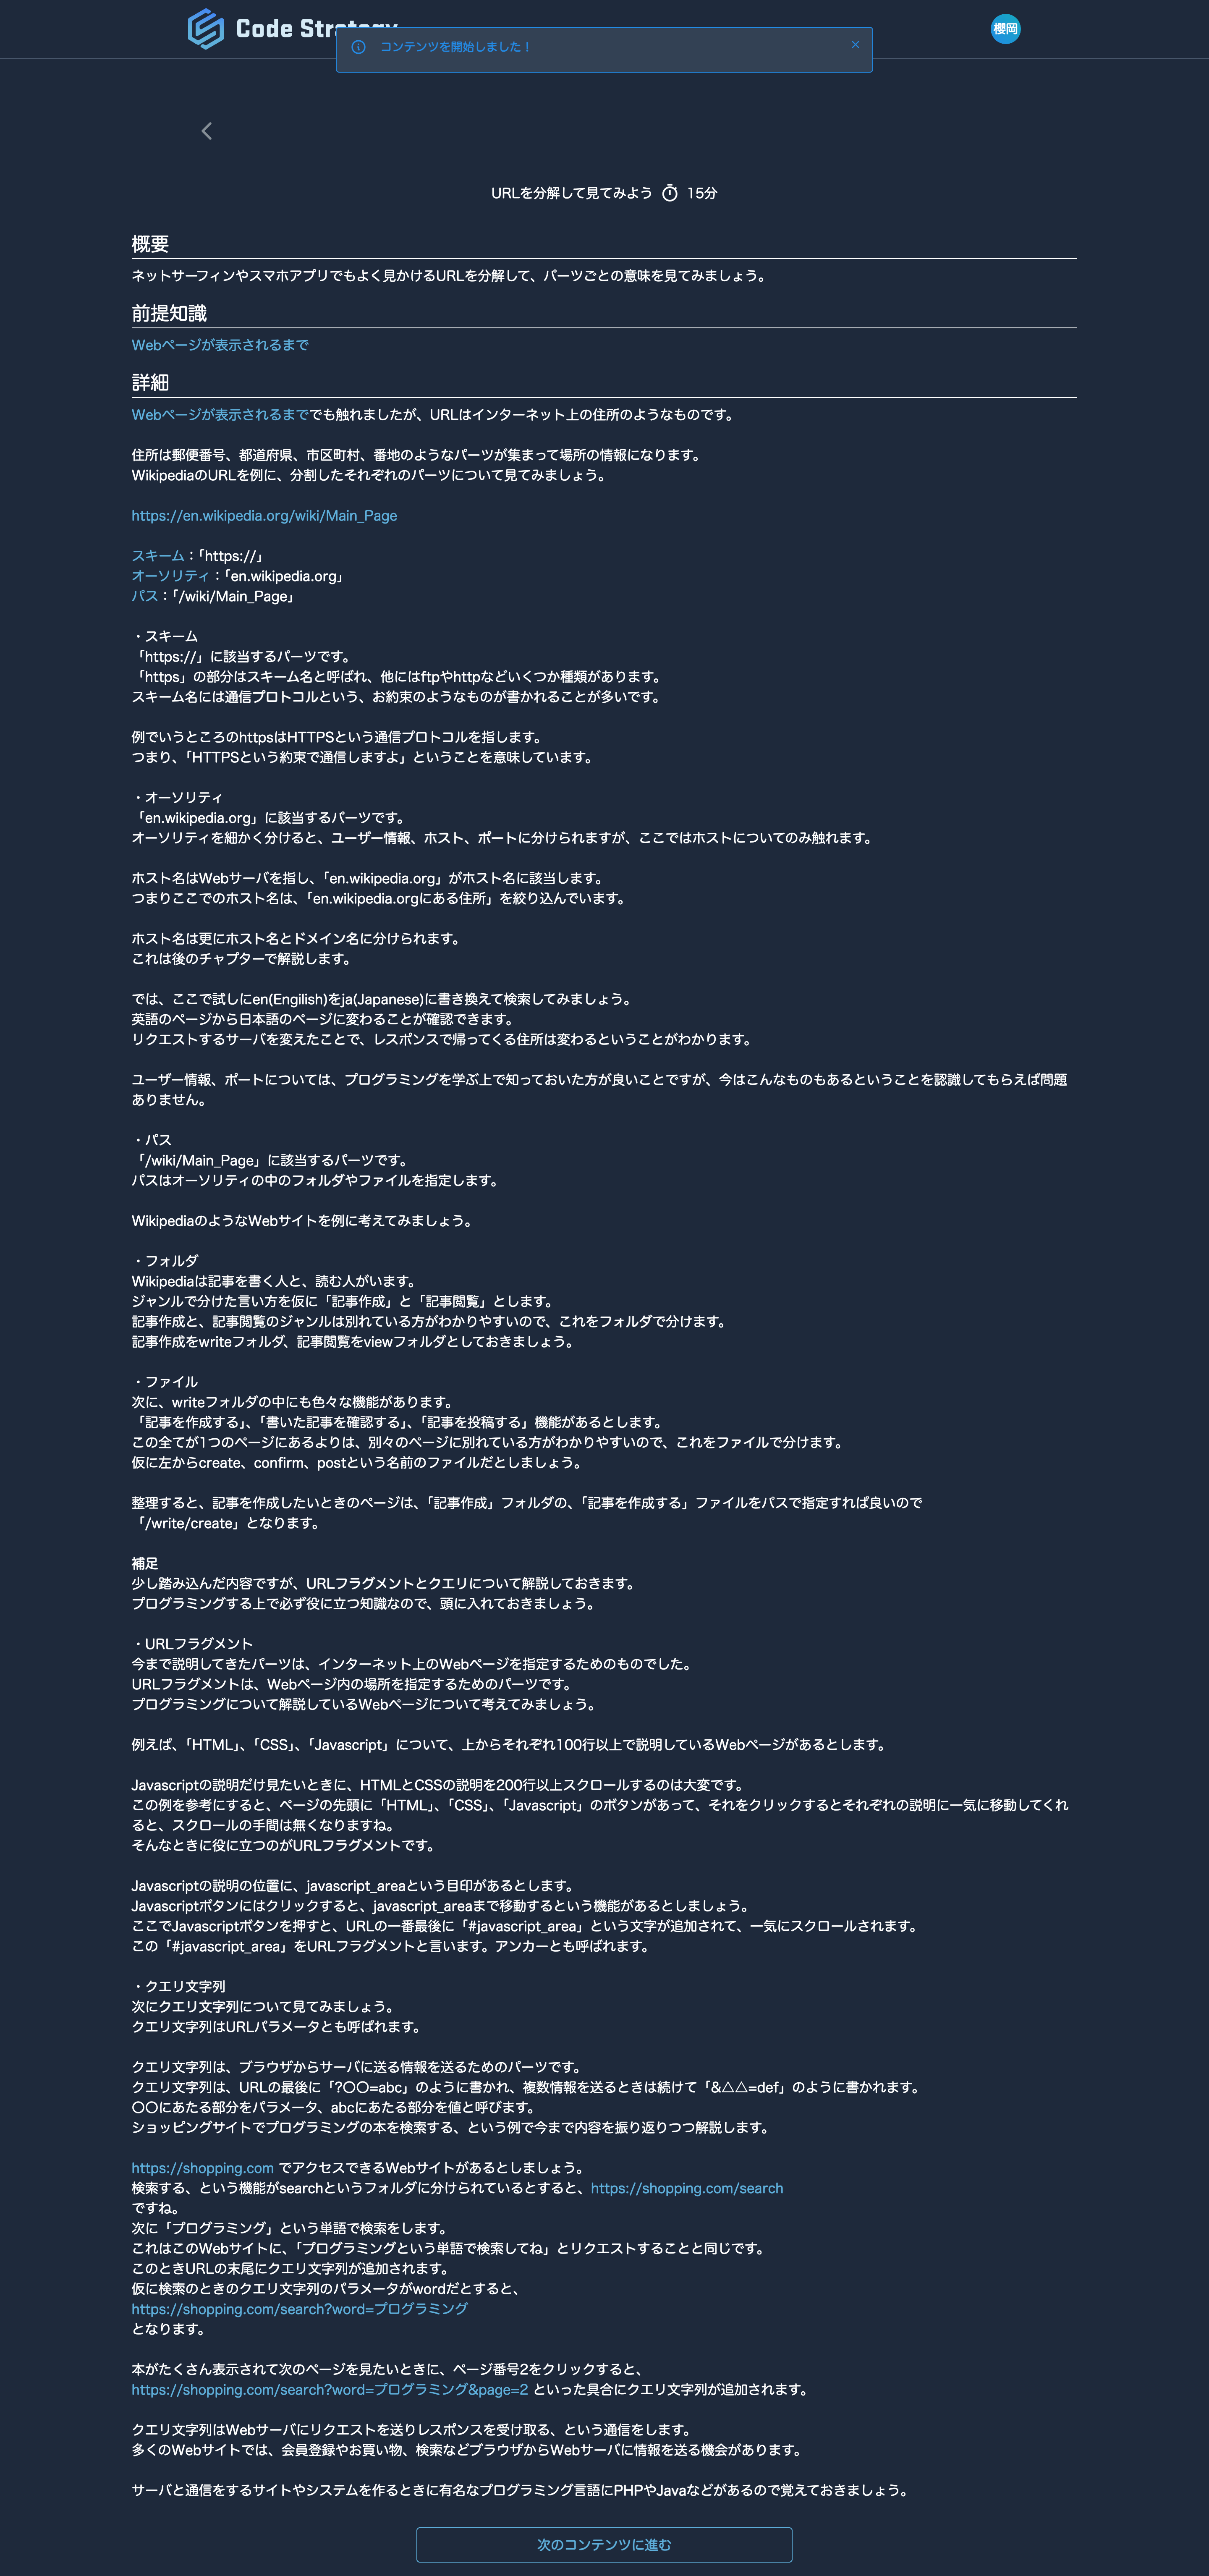 Code Strategy
コンテンツを開始しました！
櫻岡
URLを分解して見てみよう 15分
概要
ネットサーフィンやスマホアプリでもよく見かけるURLを分解して、パーツごとの意味を見てみましょう。
前提知識
Webページが表示されるまで
詳細
Webページが表示されるまででも触れましたが、URLはインターネット上の住所のようなものです。
住所は郵便番号、都道府県、市区町村、番地のようなパーツが集まって場所の情報になります。
WikipediaのURLを例に、分割したそれぞれのパーツについて見てみましょう。
https://en.wikipedia.org/wiki/Main_Page
スキーム：「https://」
オーソリティ：「en.wikipedia.org」
パス：「/wiki/Main_Page」
・スキーム
「https://」に該当するパーツです。
「https」の部分はスキーム名と呼ばれ、他にはftpやhttpなどいくつか種類があります。
スキーム名には通信プロトコルという、お約束のようなものが書かれることが多いです。
例でいうところのhttpsはHTTPSという通信プロトコルを指します。
つまり、「HTTPSという約束で通信しますよ」ということを意味しています。
・オーソリティ
「en.wikipedia.org」に該当するパーツです。
オーソリティを細かく分けると、ユーザー情報、ホスト、ポートに分けられますが、ここではホストについてのみ触れます。
ホスト名はWebサーバを指し、「en.wikipedia.org」がホスト名に該当します。
つまりここでのホスト名は、「en.wikipedia.orgにある住所」を絞り込んでいます。
ホスト名は更にホスト名とドメイン名に分けられます。
これは後のチャプターで解説します。
では、ここで試しにen(Engilish)をja(Japanese)に書き換えて検索してみましょう。
英語のページから日本語のページに変わることが確認できます。
リクエストするサーバを変えたことで、レスポンスで帰ってくる住所は変わるということがわかります。
ユーザー情報、ポートについては、プログラミングを学ぶ上で知っておいた方が良いことですが、今はこんなものもあるということを認識してもらえば問題
ありません。
・パス
「/wiki/Main_Page」に該当するパーツです。
パスはオーソリティの中のフォルダやファイルを指定します。
WikipediaのようなWebサイトを例に考えてみましょう。
・フォルダ
Wikipediaは記事を書く人と、読む人がいます。
ジャンルで分けた言い方を仮に「記事作成」と「記事閲覧」とします。
記事作成と、記事閲覧のジャンルは別れている方がわかりやすいので、これをフォルダで分けます。
記事作成をwriteフォルダ、記事閲覧をviewフォルダとしておきましょう。
・ファイル
次に、writeフォルダの中にも色々な機能があります。
「記事を作成する」、「書いた記事を確認する」、「記事を投稿する」機能があるとします。
この全てが1つのページにあるよりは、別々のページに別れている方がわかりやすいので、これをファイルで分けます。
仮に左からcreate、confirm、postという名前のファイルだとしましょう。
整理すると、記事を作成したいときのページは、「記事作成」フォルダの、「記事を作成する」ファイルをパスで指定すれば良いので
「/write/create」となります。
補足
少し踏み込んだ内容ですが、URLフラグメントとクエリについて解説しておきます。
プログラミングする上で必ず役に立つ知識なので、頭に入れておきましょう。
・URLフラグメント
今まで説明してきたパーツは、インターネット上のWebページを指定するためのものでした。
URLフラグメントは、Webページ内の場所を指定するためのパーツです。
プログラミングについて解説しているWebページについて考えてみましょう。
例えば、「HTML」、「CSS」、「Javascript」について、上からそれぞれ100行以上で説明しているWebページがあるとします。
Javascriptの説明だけ見たいときに、HTMLとCSSの説明を200行以上スクロールするのは大変です。
この例を参考にすると、ページの先頭に「HTML」、「CSS」、「Javascript」のボタンがあって、それをクリックするとそれぞれの説明に一気に移動してくれ
ると、スクロールの手間は無くなりますね。
そんなときに役に立つのがURLフラグメントです。
Javascriptの説明の位置に、javascript_areaという目印があるとします。
Javascriptボタンにはクリックすると、javascript_areaまで移動するという機能があるとしましょう。
ここでJavascriptボタンを押すと、URLの一番最後に「#javascript_area」という文字が追加されて、一気にスクロールされます。
この「#javascript_area」をURLフラグメントと言います。アンカーとも呼ばれます。
・クエリ文字列
次にクエリ文字列について見てみましょう。
クエリ文字列はURLパラメータとも呼ばれます。
クエリ文字列は、ブラウザからサーバに送る情報を送るためのパーツです。
クエリ文字列は、URLの最後に「?〇〇=abc」のように書かれ、複数情報を送るときは続けて「&△△=def」のように書かれます。
〇〇にあたる部分をパラメータ、abcにあたる部分を値と呼びます。
ショッピングサイトでプログラミングの本を検索する、という例で今まで内容を振り返りつつ解説します。
https://shopping.com でアクセスできるWebサイトがあるとしましょう。
検索する、という機能がsearchというフォルダに分けられているとすると、https://shopping.com/search
ですね。
次に「プログラミング」という単語で検索をします。
これはこのWebサイトに、「プログラミングという単語で検索してね」とリクエストすることと同じです。
このときURLの末尾にクエリ文字列が追加されます。
仮に検索のときのクエリ文字列のパラメータがwordだとすると、
https://shopping.com/search?word=プログラミング
となります。
本がたくさん表示されて次のページを見たいときに、ページ番号2をクリックすると、
https://shopping.com/search?word=プログラミング&page=2 といった具合にクエリ文字列が追加されます。
クエリ文字列はWebサーバにリクエストを送りレスポンスを受け取る、という通信をします。
多くのWebサイトでは、会員登録やお買い物、検索などブラウザからWebサーバに情報を送る機会があります。
サーバと通信をするサイトやシステムを作るときに有名なプログラミング言語にPHPやJavaなどがあるので覚えておきましょう。
次のコンテンツに進む